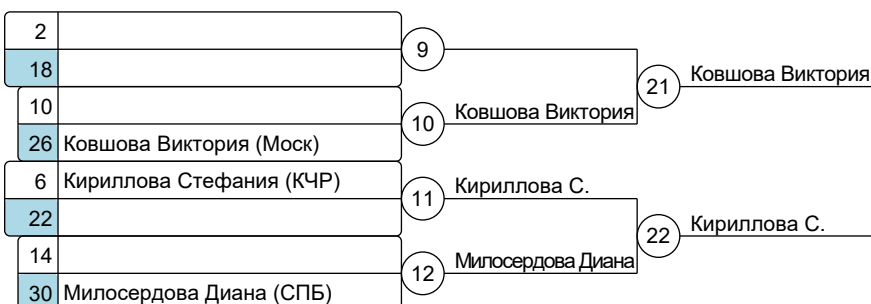 2
9
18
21 Ковшова Виктория
10
10 Ковшова Виктория
26 Ковшова Виктория (Моск)
6 Кириллова Стефания (КЧР)
11 Кириллова С.
22
22 Кириллова С.
14
12 Милосердова Диана
30 Милосердова Диана (СПБ)